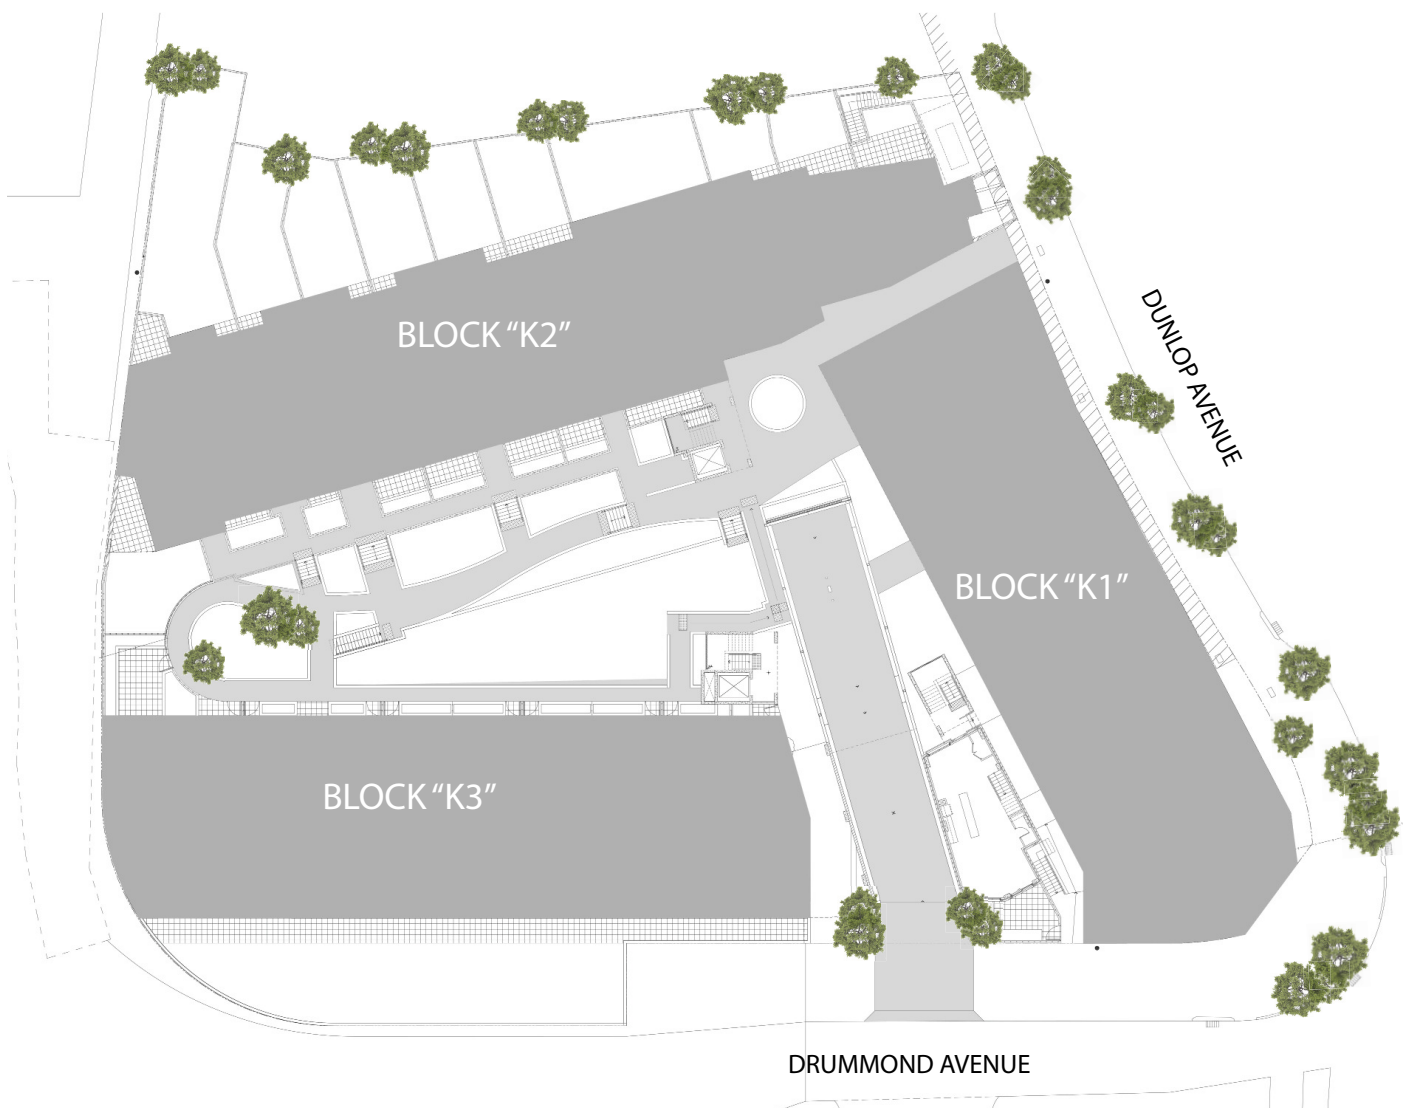 BLOCK “K2”
DUNLOP AVENUE
BLOCK “K1”
BLOCK “K3”
DRUMMOND AVENUE